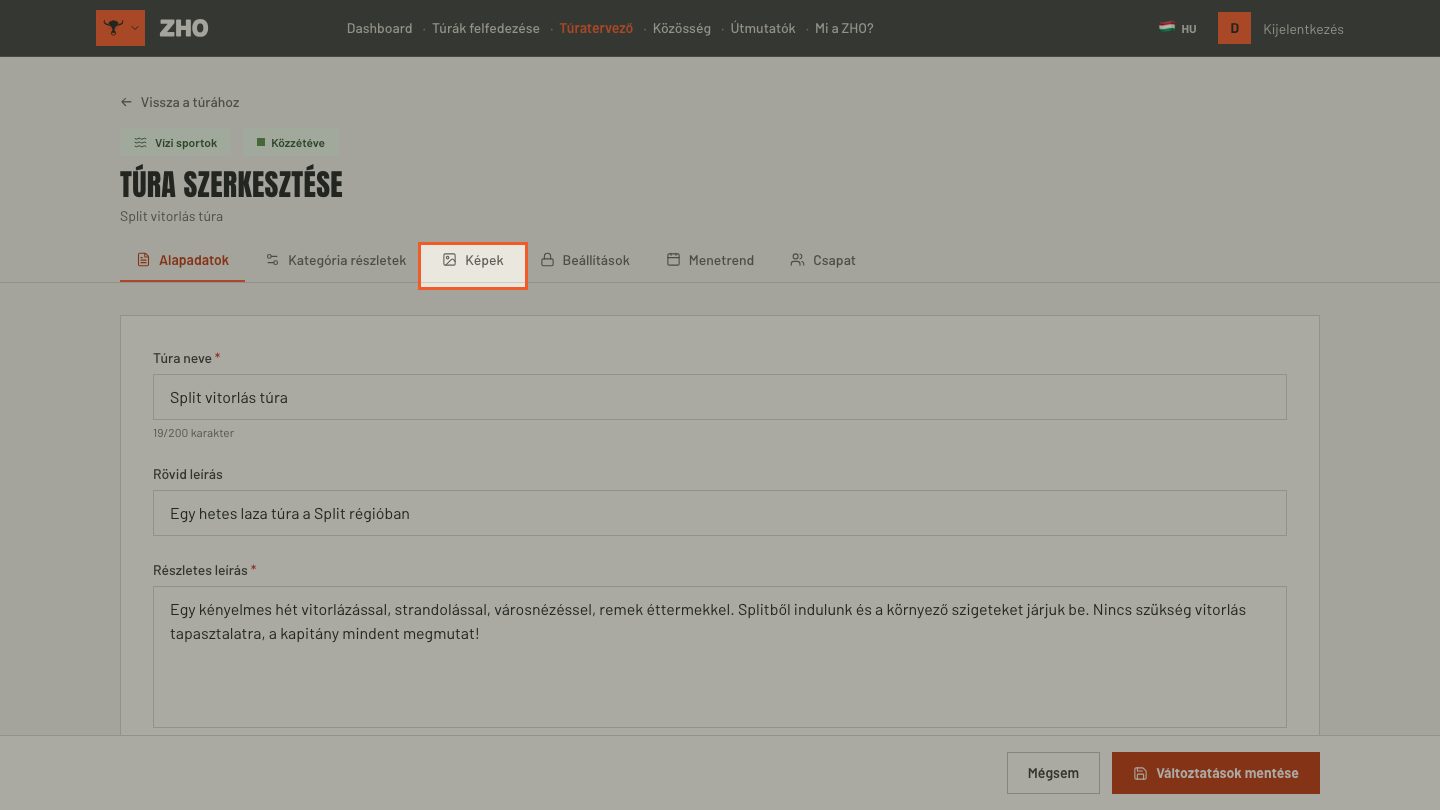 ZHO
Dashboard · Túrák felfedezése · Túratervező · Közösség · Útmutatók · Mi a ZHO?
HU
D
Kijelentkezés
← Vissza a túrához
Vízi sportok
Közzétéve
TÚRA SZERKESZTÉSE
Split vitorlás túra
Alapadatok
Kategória részletek
Képek
Beállítások
Menetrend
Csapat
Túra neve *
Split vitorlás túra
19/200 karakter
Rövid leírás
Egy hetes laza túra a Split régióban
Részletes leírás *
Egy kényelmes hét vitorlázással, strandolással, városnézéssel, remek éttermekkel. Splitből indulunk és a környező szigeteket járjuk be. Nincs szükség vitorlás
tapasztalatra, a kapitány mindent megmutat!
Mégsem
Változtatások mentése